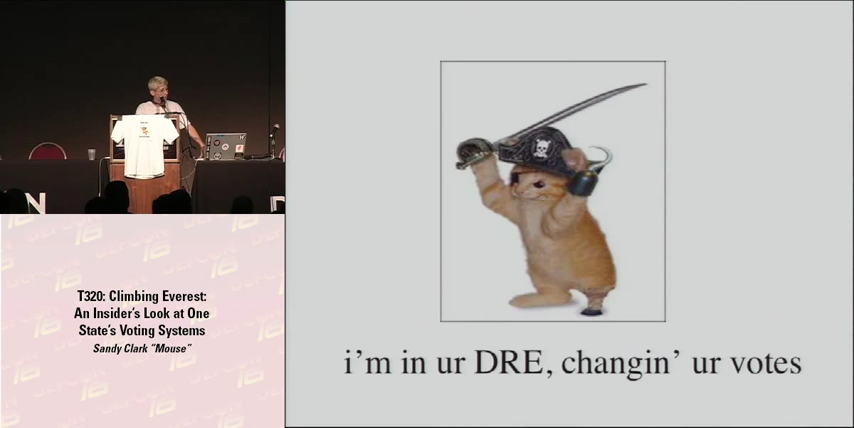 T320: Climbing Everest:
An Insider's Look at One
State's Voting Systems
Sandy Clark "Mouse"
i'm in ur DRE, changin' ur votes